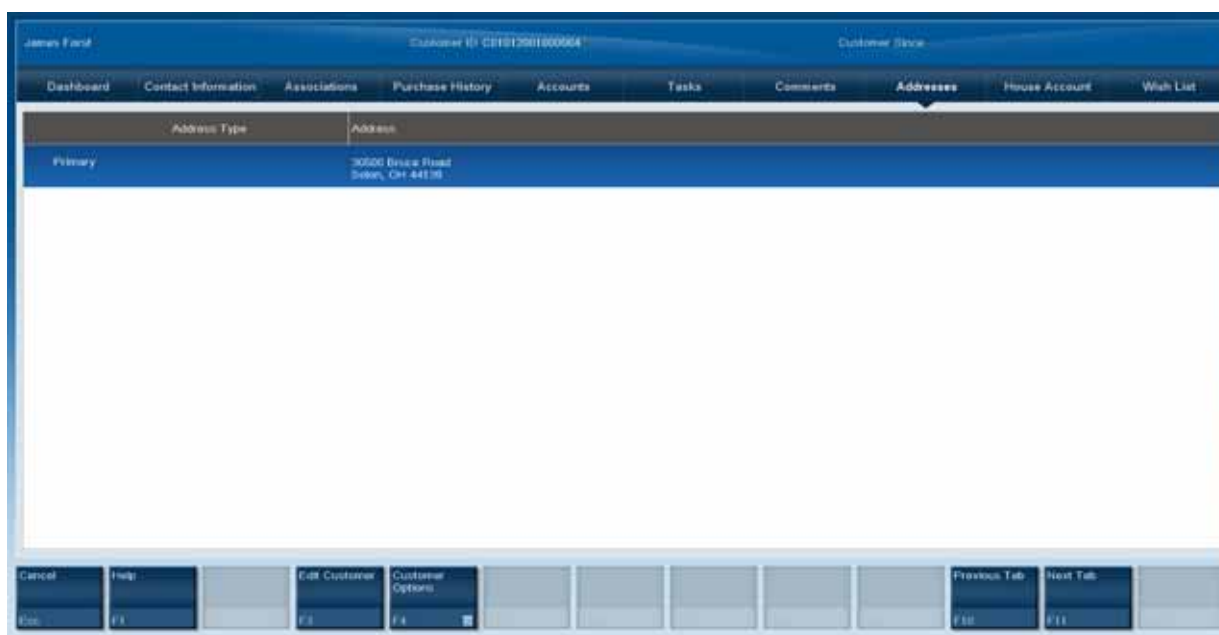 James Forst
Customer ID: C01012001000004
Customer Since
Dashboard Contact Information Associations Purchase History Accounts Tasks Comments Addresses House Account Wish List
Address Type Address
Primary 30500 Bruce Road
Solon, OH 44139
Cancel Help Edit Customer Customer Options Previous Tab Next Tab
Esc F1 F3 F4 F10 F11